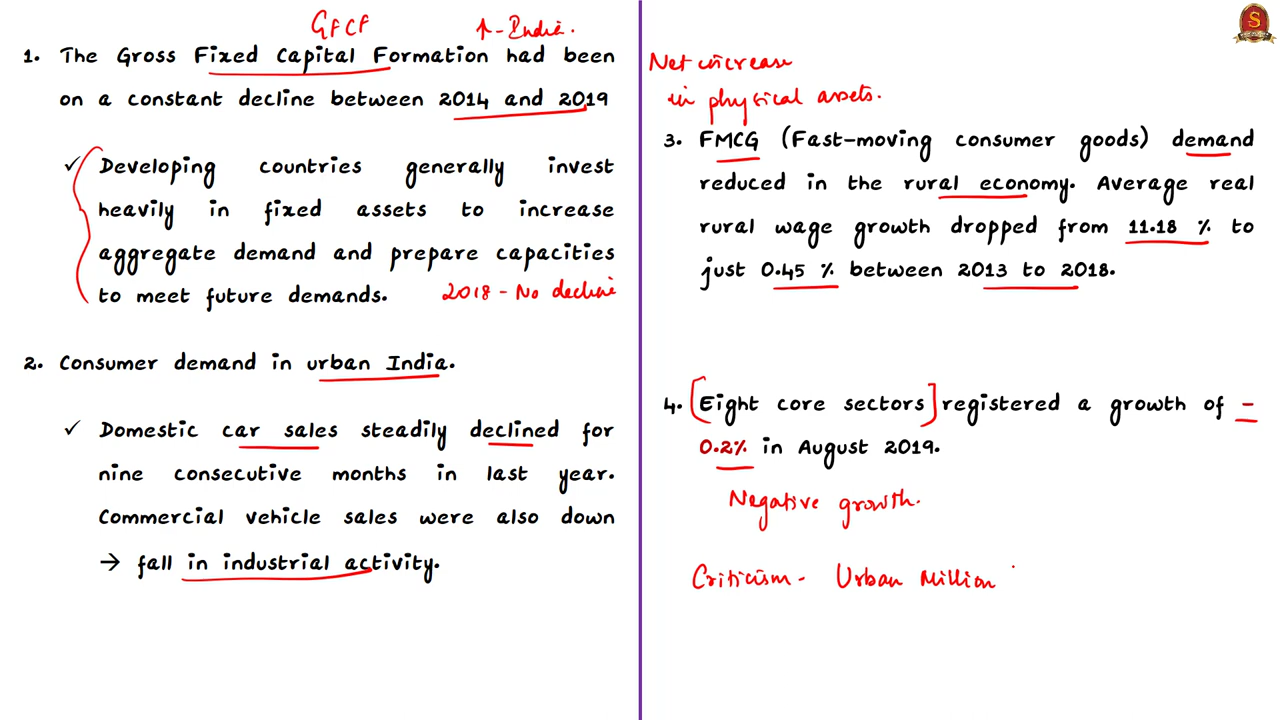 GFCF ↑ - India.
1. The Gross Fixed Capital Formation had been
on a constant decline between 2014 and 2019
✓ Developing countries generally invest
heavily in fixed assets to increase
aggregate demand and prepare capacities
to meet future demands. 2018 - No decline
2. Consumer demand in urban India.
✓ Domestic car sales steadily declined for
nine consecutive months in last year.
Commercial vehicle sales were also down
→ fall in industrial activity.
Net increase
in physical assets.
3. FMCG (Fast-moving consumer goods) demand
reduced in the rural economy. Average real
rural wage growth dropped from 11.18 % to
just 0.45 % between 2013 to 2018.
4. [Eight core sectors] registered a growth of -
0.2% in August 2019.
Negative growth.
Criticism - Urban Million
S